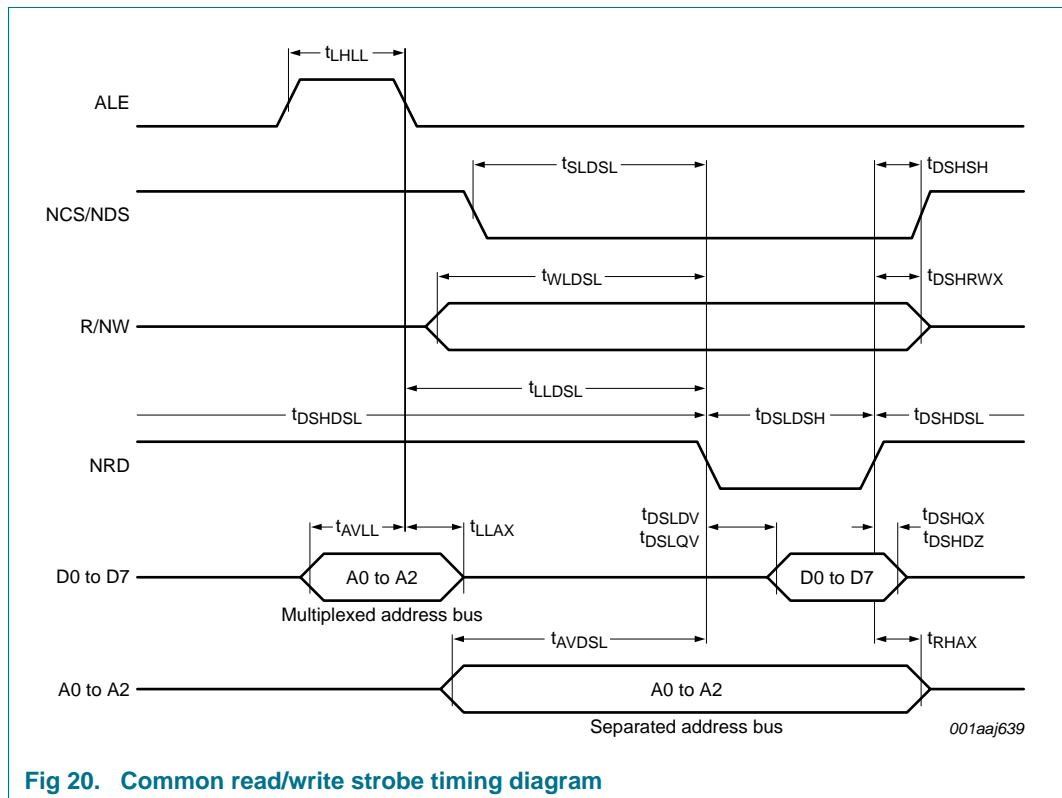 tLHLL
ALE
tSLDSL tDSHSH
NCS/NDS
tWLDSL tDSHRWX
R/NW
tLLDSL
tDSHDSL tDSLDSH tDSHDSL
NRD
tAVLL tLLAX tDSLDV tDSHQX
tDSLQV tDSHDZ
D0 to D7 A0 to A2 D0 to D7
Multiplexed address bus
tAVDSL tRHAX
A0 to A2 A0 to A2
Separated address bus 001aaj639
Fig 20. Common read/write strobe timing diagram